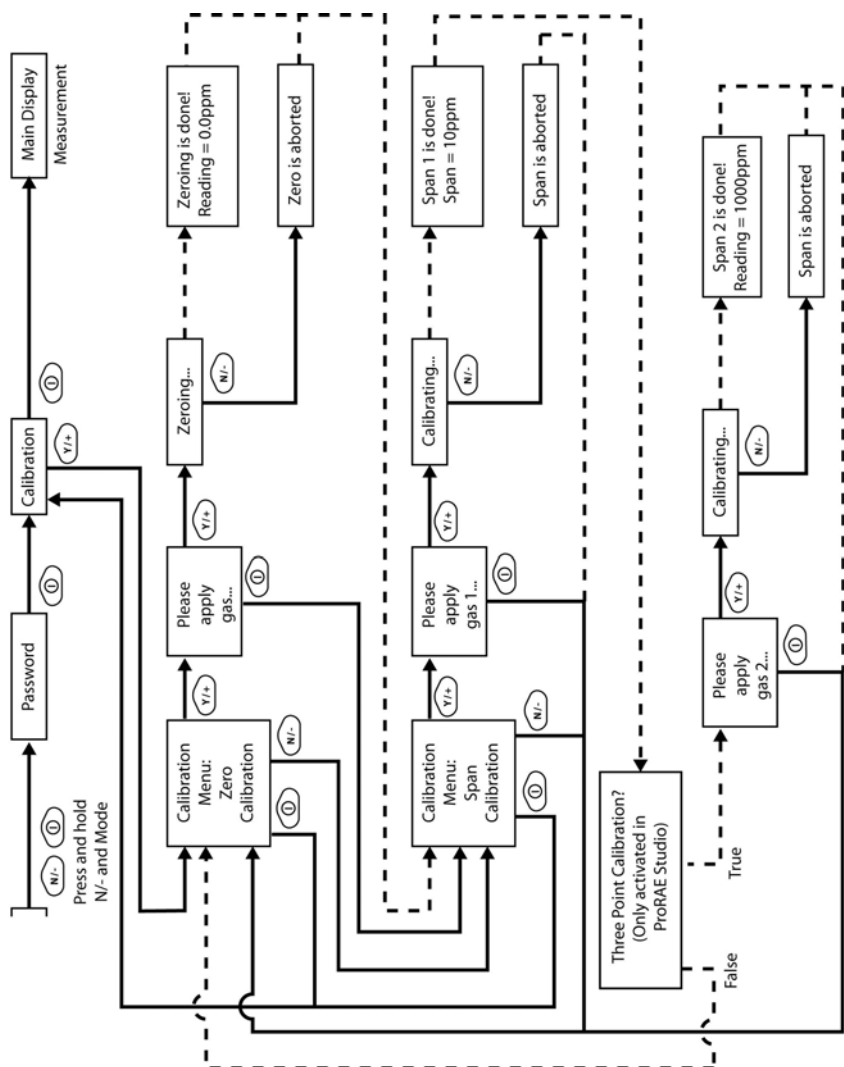 N/-
Press and hold
N/- and Mode
Password
Calibration
Y/+
Main Display
Measurement
Calibration
Menu:
Zero
Calibration
N/-
Y/+
Please
apply
gas...
Y/+
Zeroing...
N/-
Zeroing is done!
Reading = 0.0ppm
Zero is aborted
Calibration
Menu:
Span
Calibration
N/-
Y/+
Please
apply
gas 1...
Y/+
Calibrating...
N/-
Span 1 is done!
Span = 10ppm
Span is aborted
Three Point Calibration?
(Only activated in
ProRAE Studio)
False
True
Please
apply
gas 2...
Y/+
Calibrating...
N/-
Span 2 is done!
Reading = 1000ppm
Span is aborted